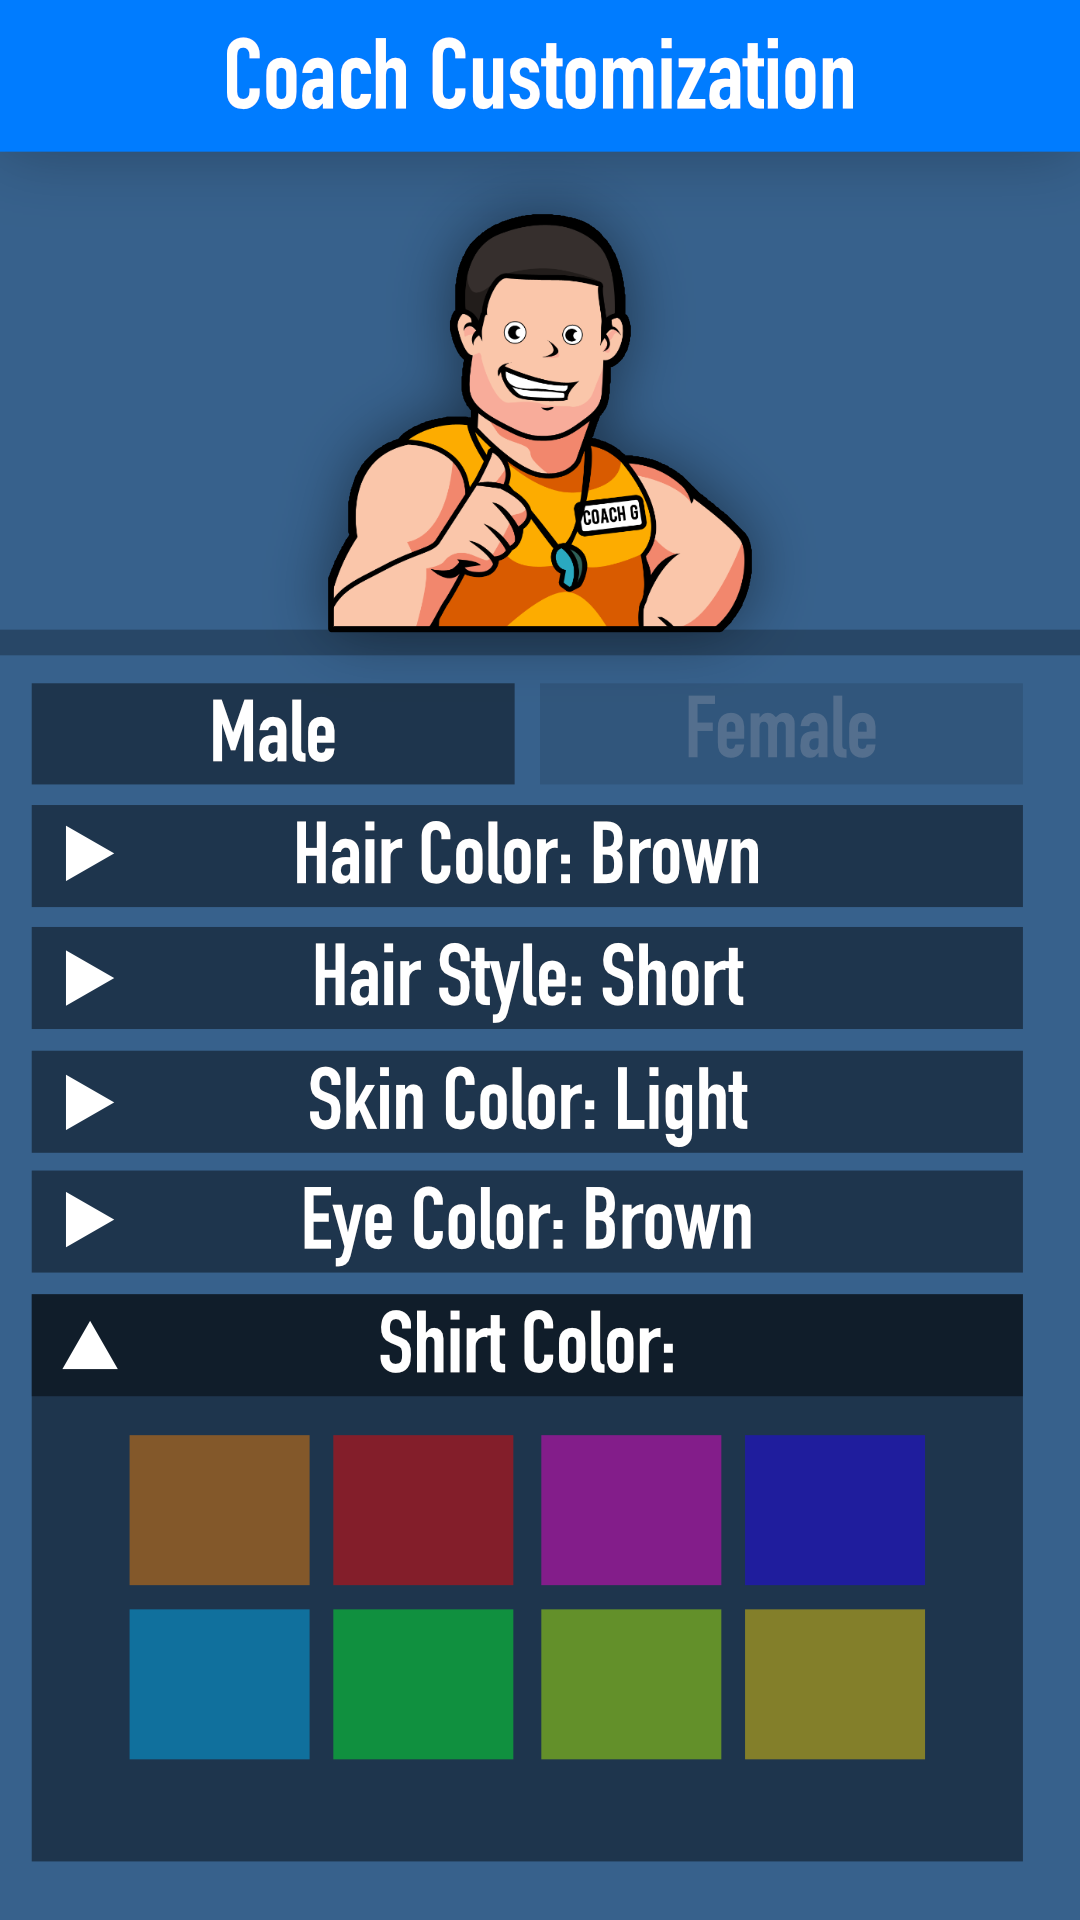 Coach Customization
COACH G
Male
Female
Hair Color: Brown
Hair Style: Short
Skin Color: Light
Eye Color: Brown
Shirt Color: